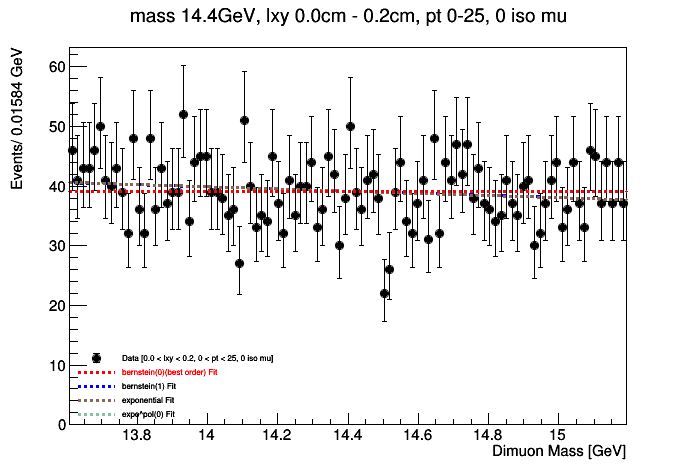 mass 14.4GeV, lxy 0.0cm - 0.2cm, pt 0-25, 0 iso mu
Events/ 0.01584 GeV
60
50
40
30
20
10
0
Data [0.0 < lxy < 0.2, 0 < pt < 25, 0 iso mu]
bernstein(0)(best order) Fit
bernstein(1) Fit
exponential Fit
expo*pol(0) Fit
13.8 14 14.2 14.4 14.6 14.8 15
Dimuon Mass [GeV]